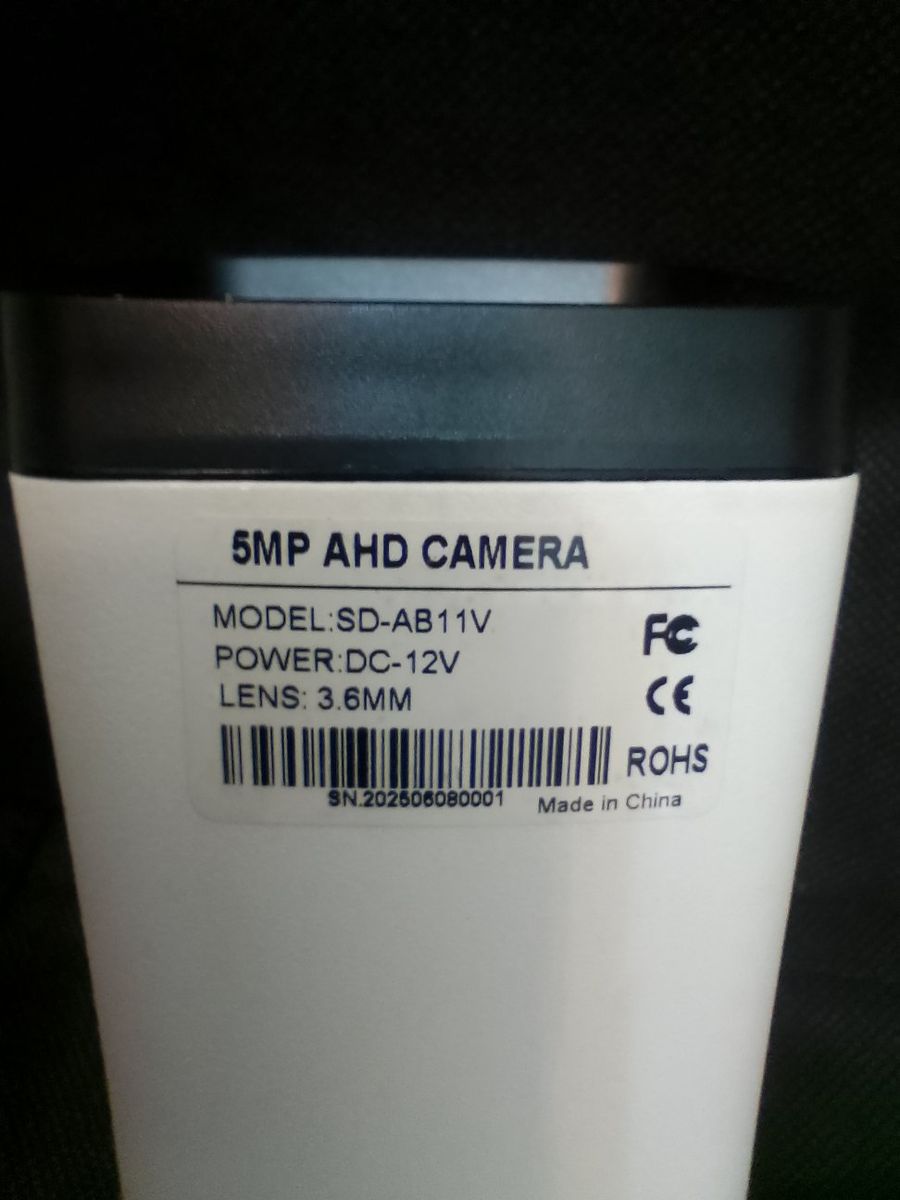 5MP AHD CAMERA
MODEL:SD-AB11V
POWER:DC-12V
LENS: 3.6MM
FC
CE
ROHS
SN.202506080001
Made in China